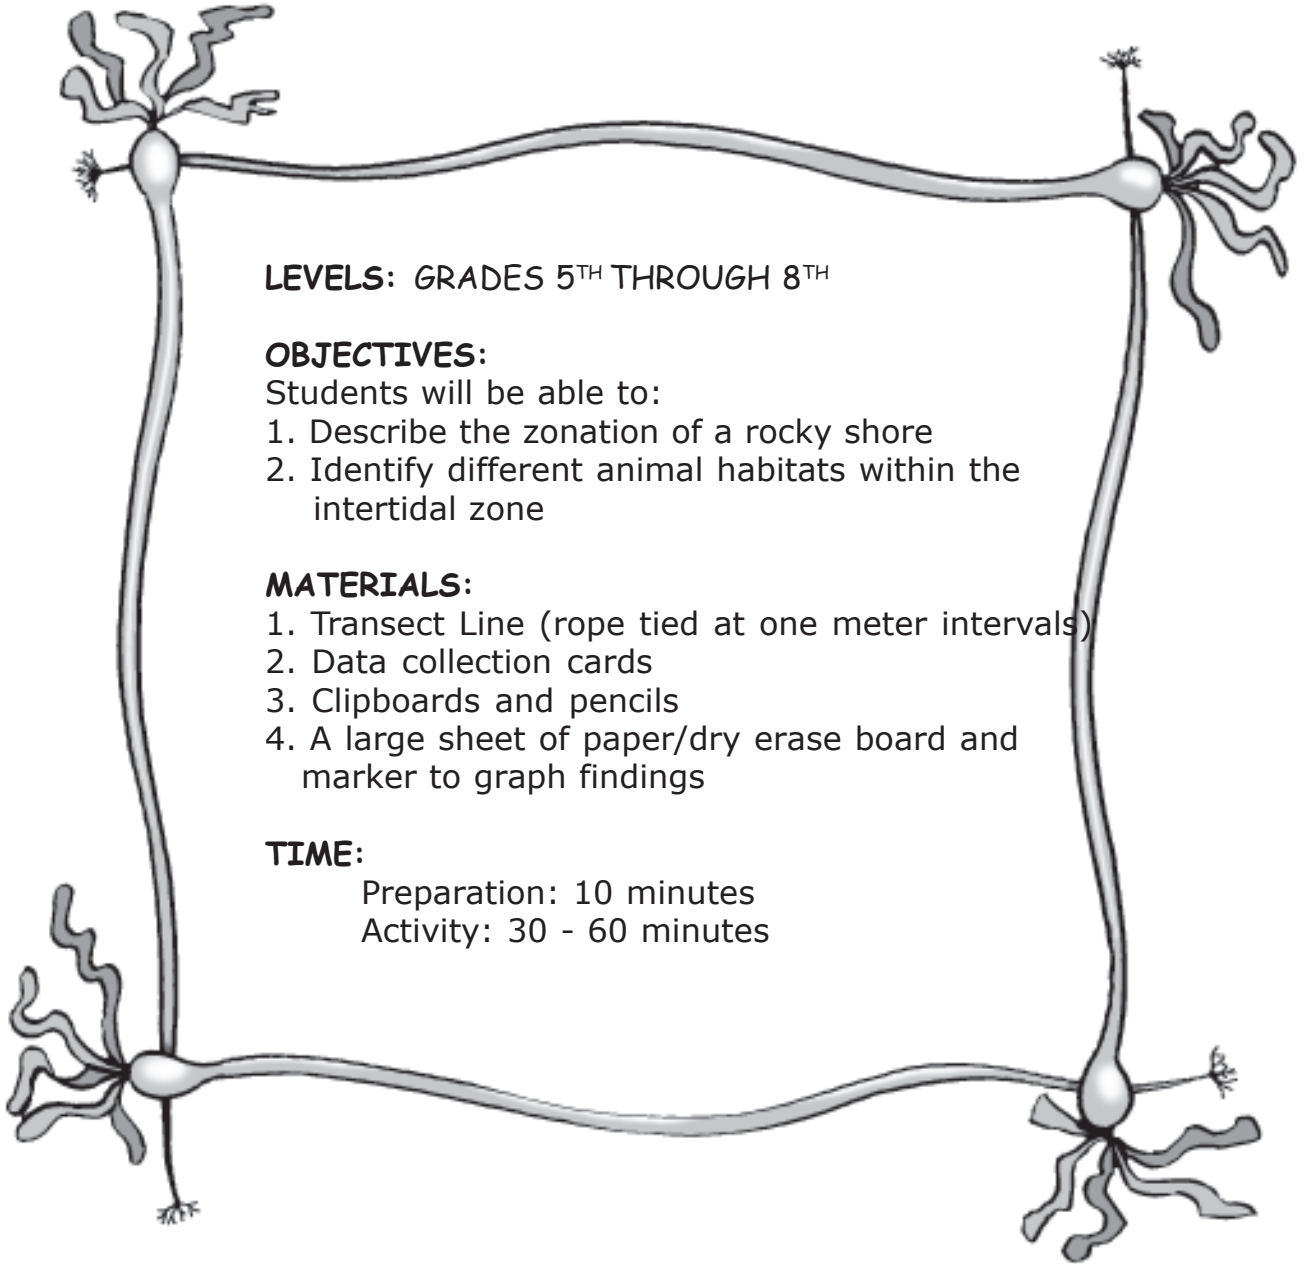 LEVELS: GRADES 5TH THROUGH 8TH
OBJECTIVES:
Students will be able to:
1. Describe the zonation of a rocky shore
2. Identify different animal habitats within the
intertidal zone
MATERIALS:
1. Transect Line (rope tied at one meter intervals)
2. Data collection cards
3. Clipboards and pencils
4. A large sheet of paper/dry erase board and
marker to graph findings
TIME:
Preparation: 10 minutes
Activity: 30 - 60 minutes